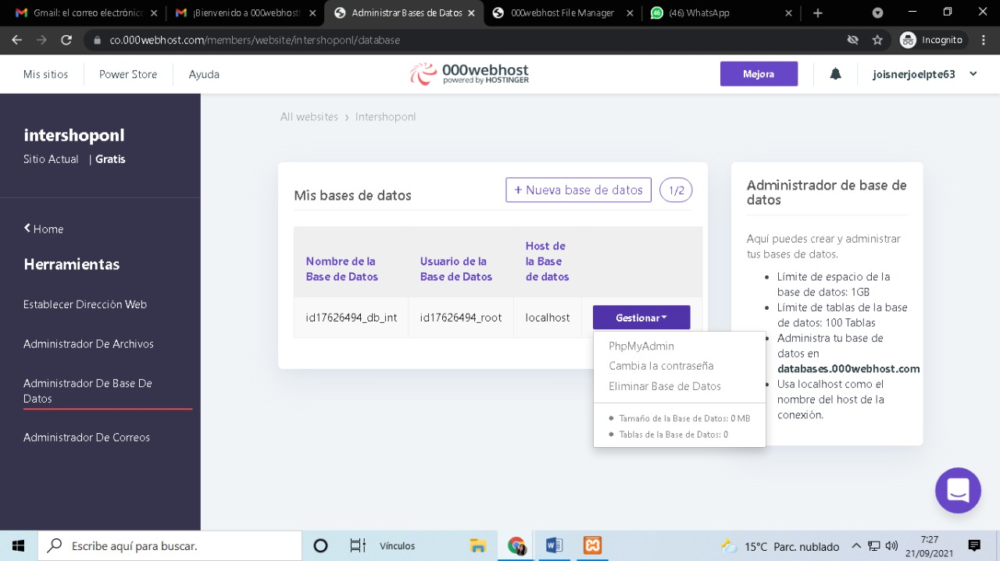 Gmail: el correo electrónic
¡Bienvenido a 000webhost!
Administrar Bases de Datos
000webhost File Manager
46
(46) WhatsApp
co.000webhost.com/members/website/intershoponl/database
Incognito
Mis sitios
Power Store
Ayuda
000webhost
powered by HOSTINGER
Mejora
joisnerjoelpte63
intershoponl
Sitio Actual | Gratis
Home
Herramientas
Establecer Dirección Web
Administrador De Archivos
Administrador De Base De
Datos
Administrador De Correos
All websites › Intershoponl
Mis bases de datos
+ Nueva base de datos
1/2
Nombre de la
Base de Datos
Usuario de la
Base de Datos
Host de
la Base
de datos
id17626494_db_int
id17626494_root
localhost
Gestionar
PhpMyAdmin
Cambia la contraseña
Eliminar Base de Datos
Tamaño de la Base de Datos: 0 MB
Tablas de la Base de Datos: 0
Administrador de base de
datos
Aquí puedes crear y administrar
tus bases de datos.
Límite de espacio de la
base de datos: 1GB
Límite de tablas de la base
de datos: 100 Tablas
Administra tu base de
datos en
databases.000webhost.com
Usa localhost como el
nombre del host de la
conexión.
Escribe aquí para buscar.
Vínculos
15°C Parc. nublado
7:27
21/09/2021